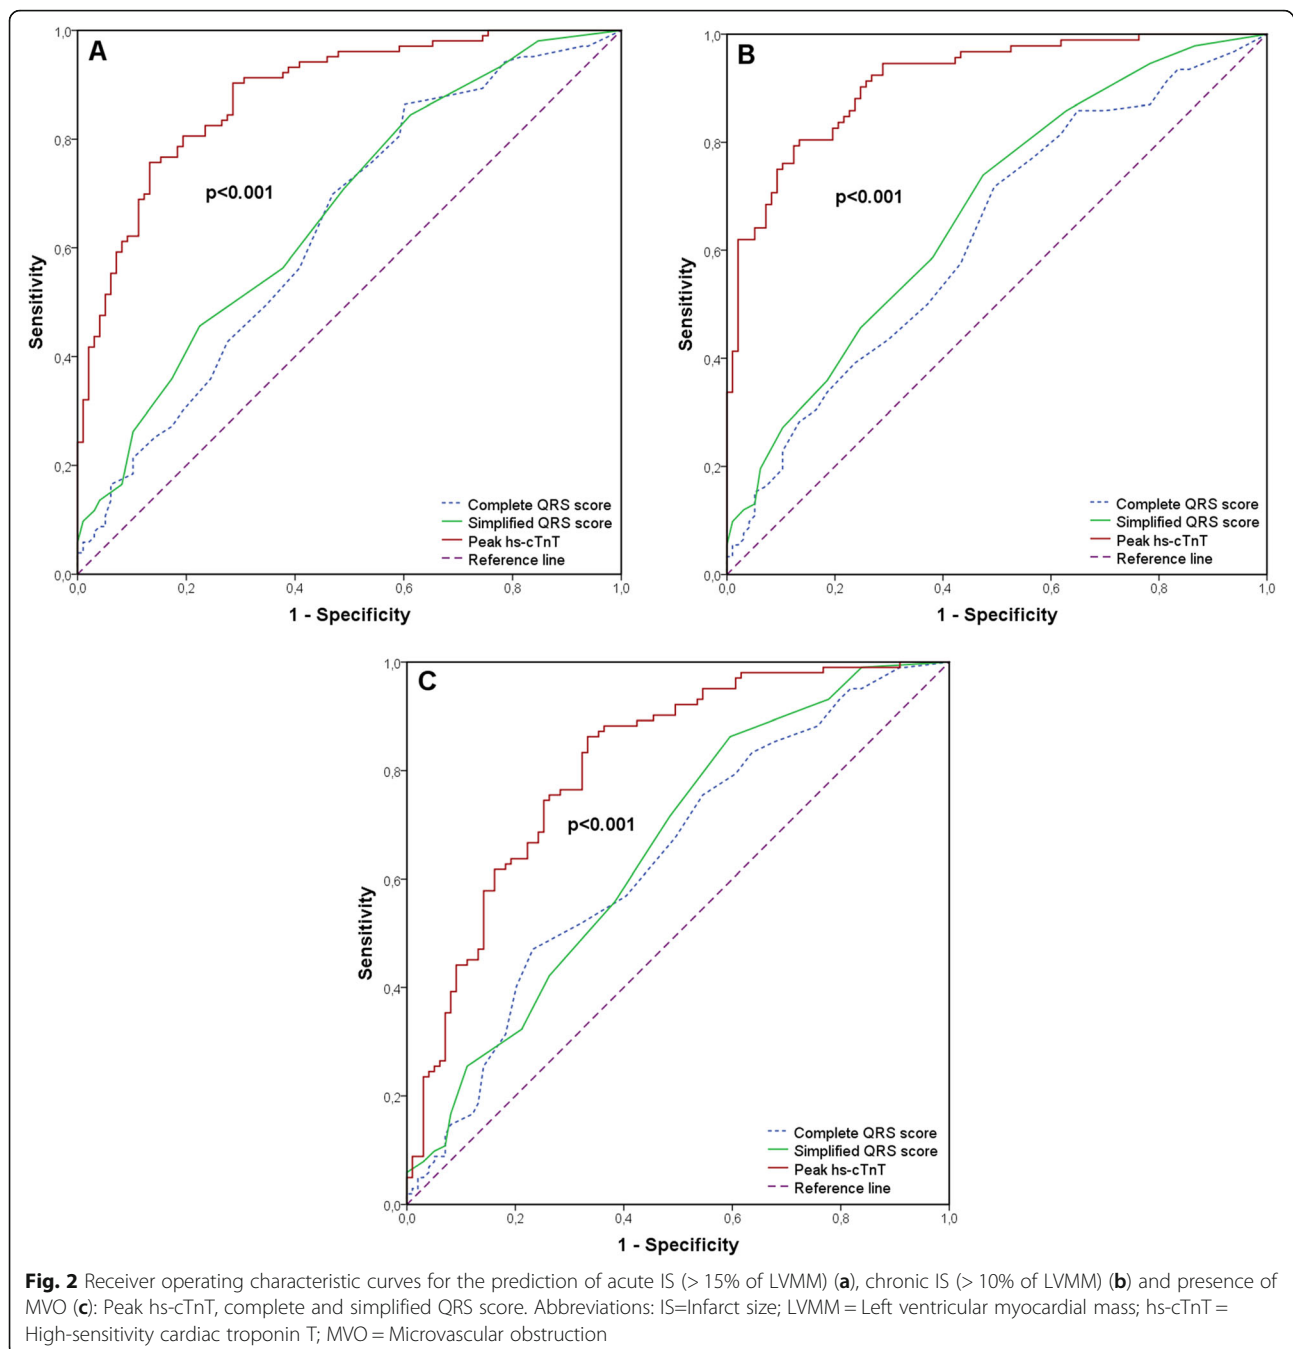 A
1,0
0,8
0,6
0,4
0,2
0,0
Sensitivity
p<0.001
Complete QRS score
Simplified QRS score
Peak hs-cTnT
Reference line
0,0 0,2 0,4 0,6 0,8 1,0
1 - Specificity
B
1,0
0,8
0,6
0,4
0,2
0,0
Sensitivity
p<0.001
Complete QRS score
Simplified QRS score
Peak hs-cTnT
Reference line
0,0 0,2 0,4 0,6 0,8 1,0
1 - Specificity
C
1,0
0,8
0,6
0,4
0,2
0,0
Sensitivity
p<0.001
Complete QRS score
Simplified QRS score
Peak hs-cTnT
Reference line
0,0 0,2 0,4 0,6 0,8 1,0
1 - Specificity
Fig. 2 Receiver operating characteristic curves for the prediction of acute IS (> 15% of LVMM) (a), chronic IS (> 10% of LVMM) (b) and presence of
MVO (c): Peak hs-cTnT, complete and simplified QRS score. Abbreviations: IS=Infarct size; LVMM = Left ventricular myocardial mass; hs-cTnT =
High-sensitivity cardiac troponin T; MVO = Microvascular obstruction